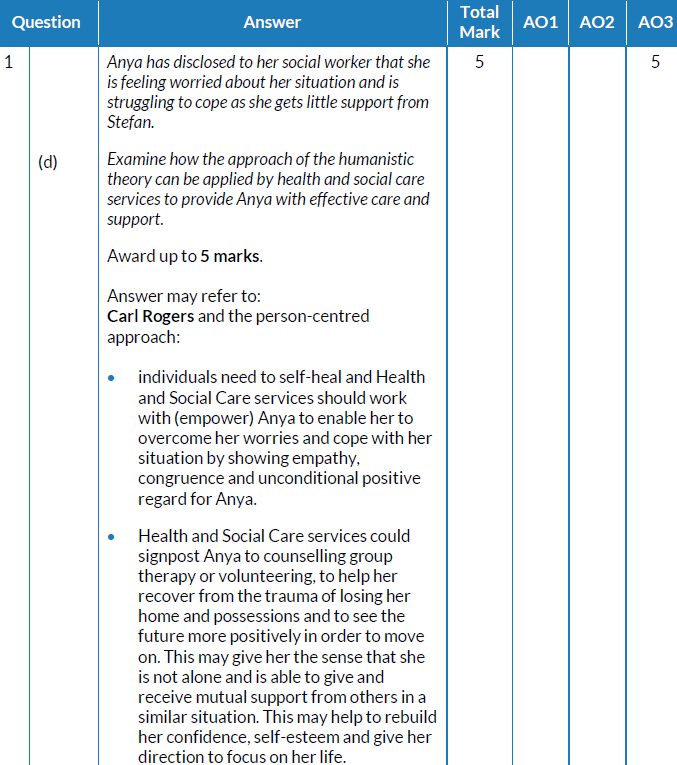 Question Answer Total Mark AO1 AO2 AO3
1 Anya has disclosed to her social worker that she 5 5
is feeling worried about her situation and is
struggling to cope as she gets little support from
Stefan.
(d) Examine how the approach of the humanistic
theory can be applied by health and social care
services to provide Anya with effective care and
support.
Award up to 5 marks.
Answer may refer to:
Carl Rogers and the person-centred
approach:
• individuals need to self-heal and Health
and Social Care services should work
with (empower) Anya to enable her to
overcome her worries and cope with her
situation by showing empathy,
congruence and unconditional positive
regard for Anya.
• Health and Social Care services could
signpost Anya to counselling group
therapy or volunteering, to help her
recover from the trauma of losing her
home and possessions and to see the
future more positively in order to move
on. This may give her the sense that she
is not alone and is able to give and
receive mutual support from others in a
similar situation. This may help to rebuild
her confidence, self-esteem and give her
direction to focus on her life.